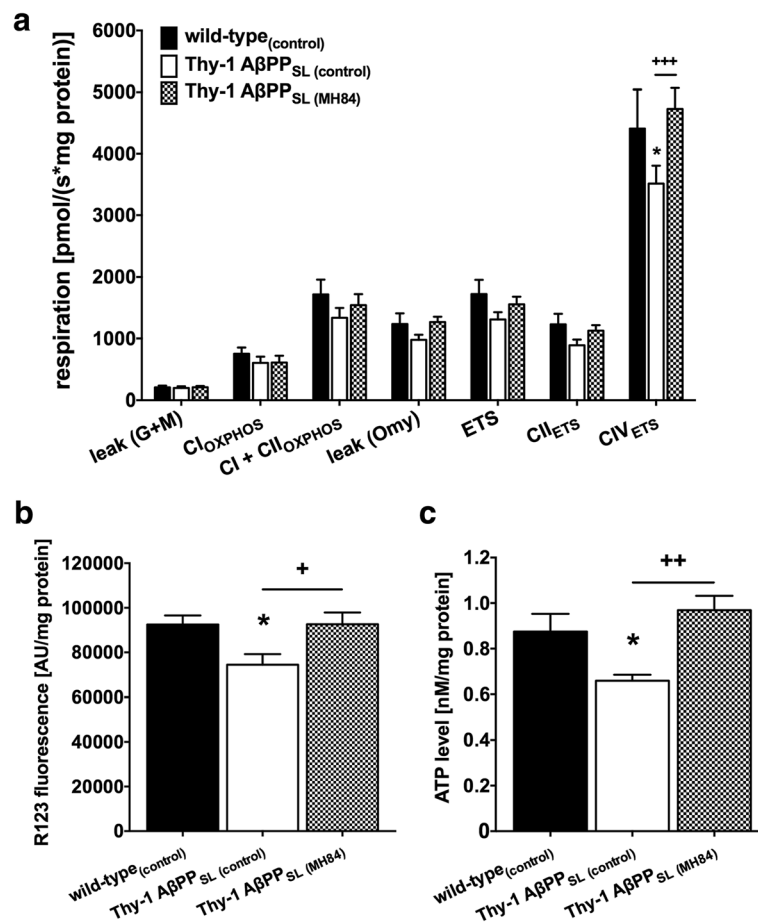 a
respiration [pmol/(s*mg protein)]
6000
5000
4000
3000
2000
1000
0
wild-type(control)
Thy-1 AβPPSL (control)
Thy-1 AβPPSL (MH84)
+++
*
leak (G+M)
CIOXPHOS
CI + CIIOXPHOS
leak (Omy)
ETS
CIIETS
CIVETS
b
R123 fluorescence [AU/mg protein]
120000
100000
80000
60000
40000
20000
0
+
*
wild-type(control)
Thy-1 AβPPSL (control)
Thy-1 AβPPSL (MH84)
c
ATP level [nM/mg protein]
1.2
1.0
0.8
0.6
0.4
0.2
0.0
++
*
wild-type(control)
Thy-1 AβPPSL (control)
Thy-1 AβPPSL (MH84)